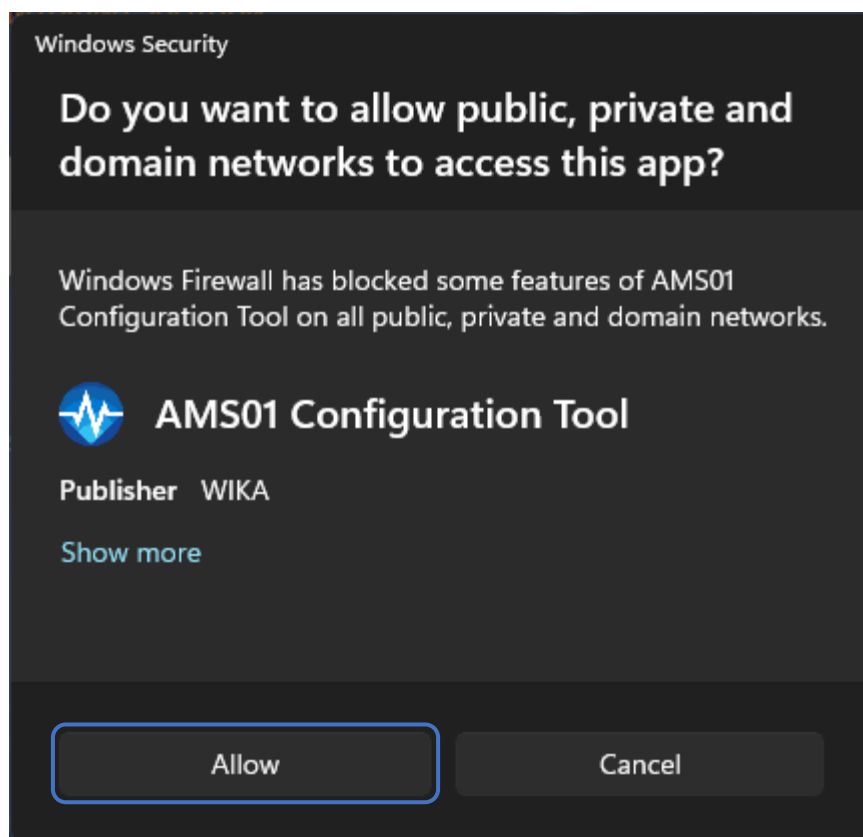 Windows Security
Do you want to allow public, private and
domain networks to access this app?
Windows Firewall has blocked some features of AMS01
Configuration Tool on all public, private and domain networks.
AMS01 Configuration Tool
Publisher WIKA
Show more
Allow Cancel